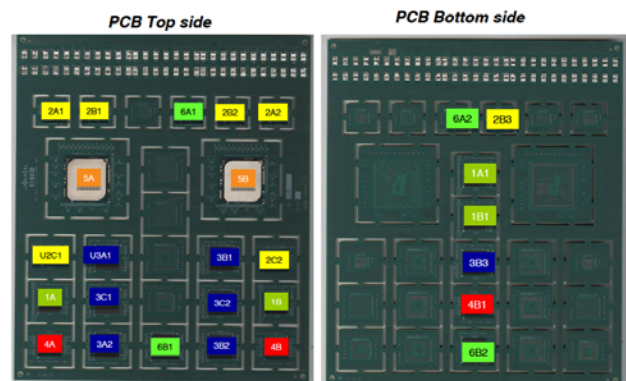 PCB Top side
PCB Bottom side
2A1 2B1 6A1 2B2 2A2
5A 5B
U2C1 U3A1 3B1 2C2
1A 3C1 3C2 1B
4A 3A2 6B1 3B2 4B
6A2 2B3
1A1
1B1
3B3
4B1
6B2